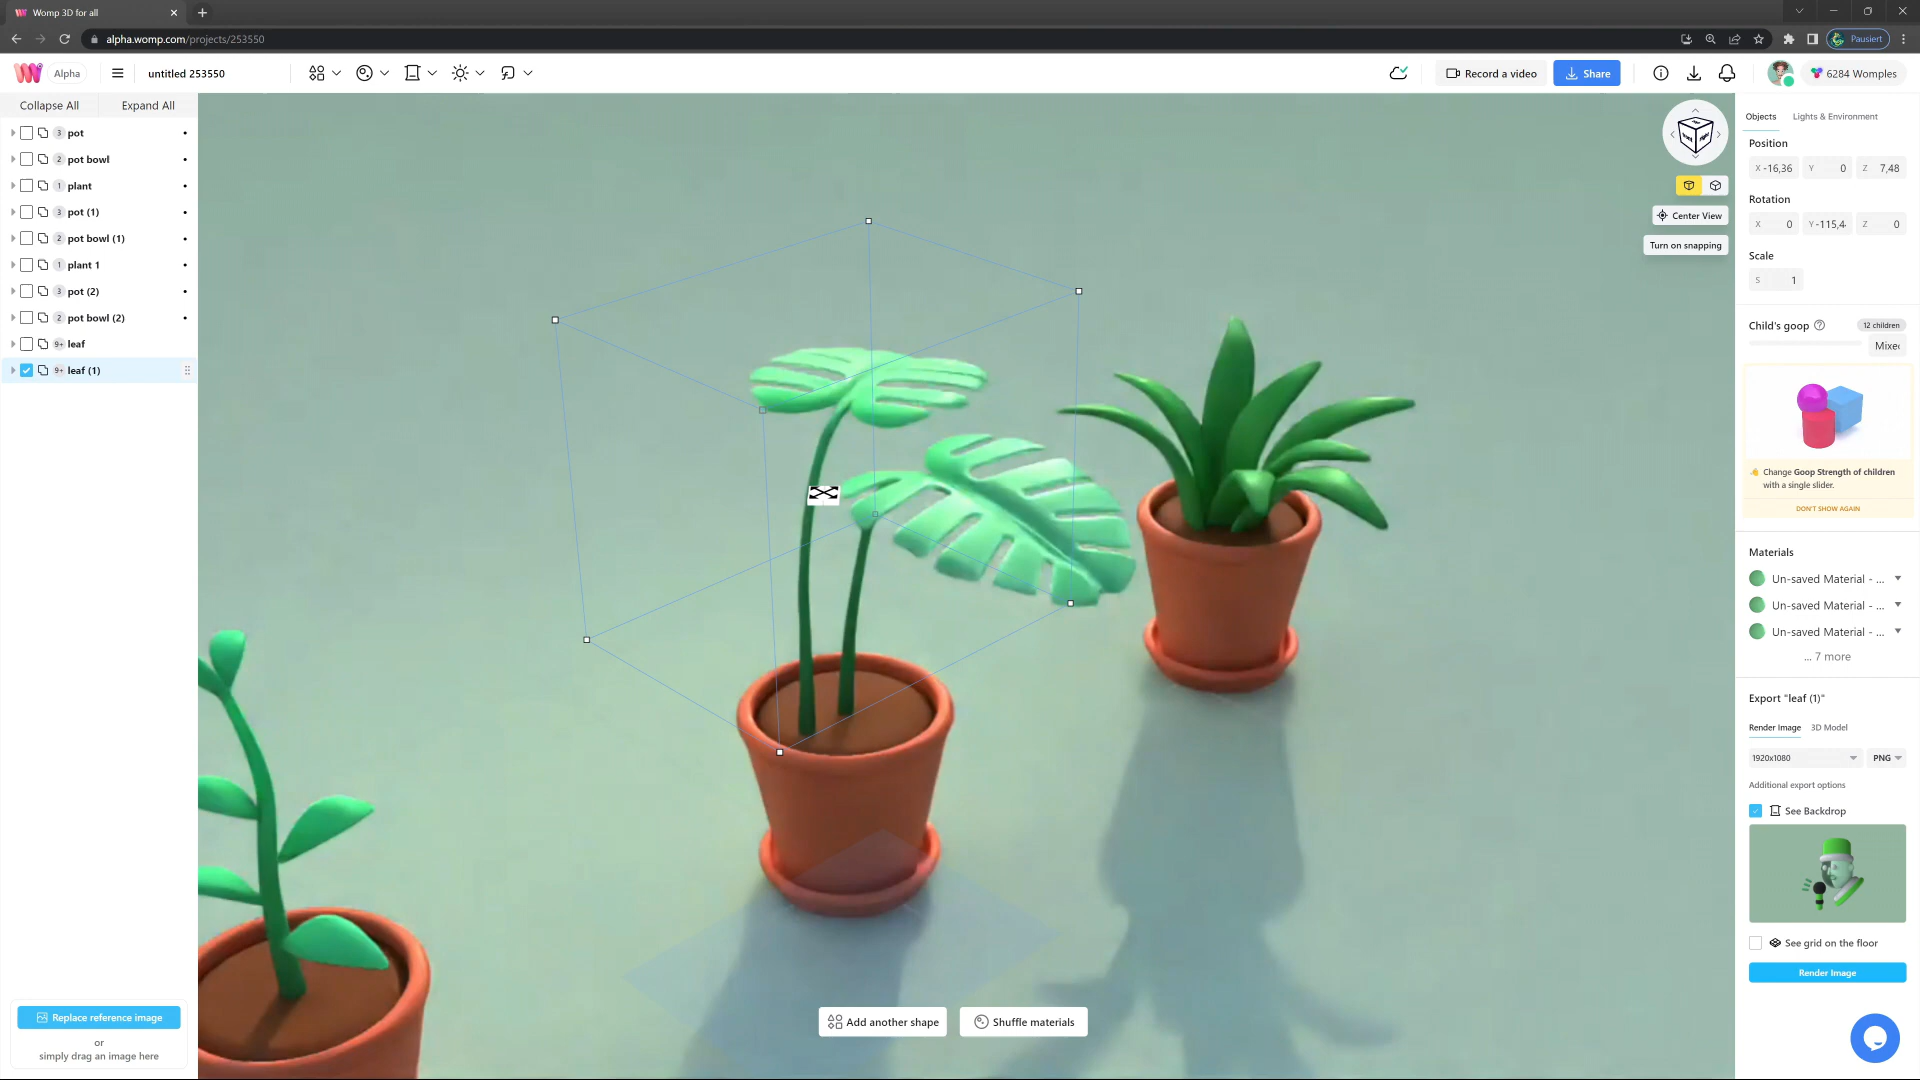 Womp 3D for all
alpha.womp.com/projects/253550
Pausiert
Alpha
untitled 253550
Record a video
Share
6284 Womples
Collapse All
Expand All
3 pot
2 pot bowl
1 plant
3 pot (1)
2 pot bowl (1)
1 plant 1
3 pot (2)
2 pot bowl (2)
9+ leaf
9+ leaf (1)
Replace reference image
or
simply drag an image here
Center View
Turn on snapping
Add another shape
Shuffle materials
Objects
Lights & Environment
Position
X -16,36 Y 0 Z 7,48
Rotation
X 0 Y -115,4 Z 0
Scale
S 1
Child's goop
12 children
Mixe
Change Goop Strength of children
with a single slider.
DON'T SHOW AGAIN
Materials
Un-saved Material - ...
Un-saved Material - ...
Un-saved Material - ...
... 7 more
Export "leaf (1)"
Render Image
3D Model
1920x1080
PNG
Additional export options
See Backdrop
See grid on the floor
Render Image